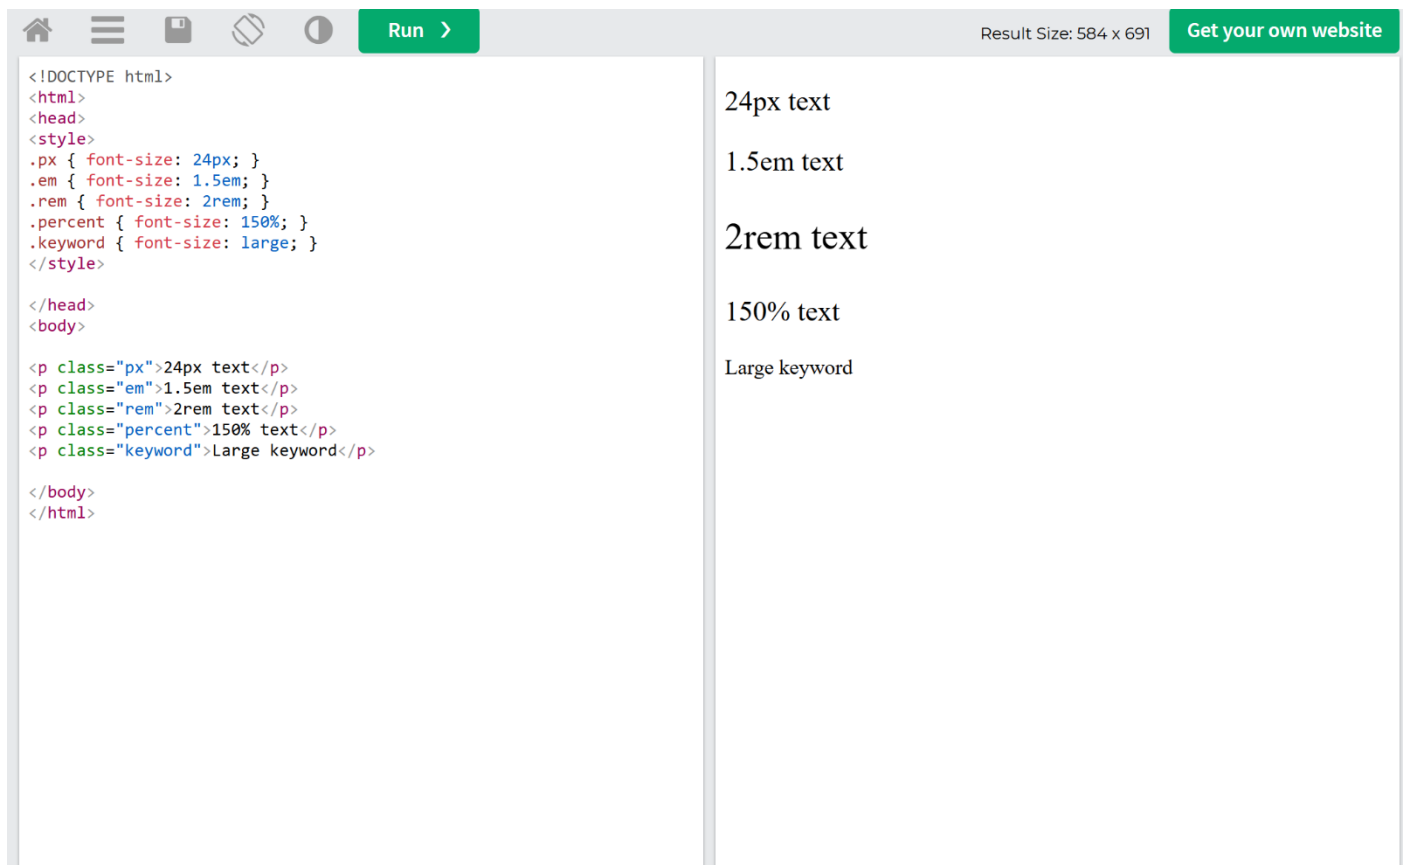 Run ❯
Result Size: 584 x 691
Get your own website
<!DOCTYPE html>
<html>
<head>
<style>
.px { font-size: 24px; }
.em { font-size: 1.5em; }
.rem { font-size: 2rem; }
.percent { font-size: 150%; }
.keyword { font-size: large; }
</style>
</head>
<body>
<p class="px">24px text</p>
<p class="em">1.5em text</p>
<p class="rem">2rem text</p>
<p class="percent">150% text</p>
<p class="keyword">Large keyword</p>
</body>
</html>
24px text
1.5em text
2rem text
150% text
Large keyword